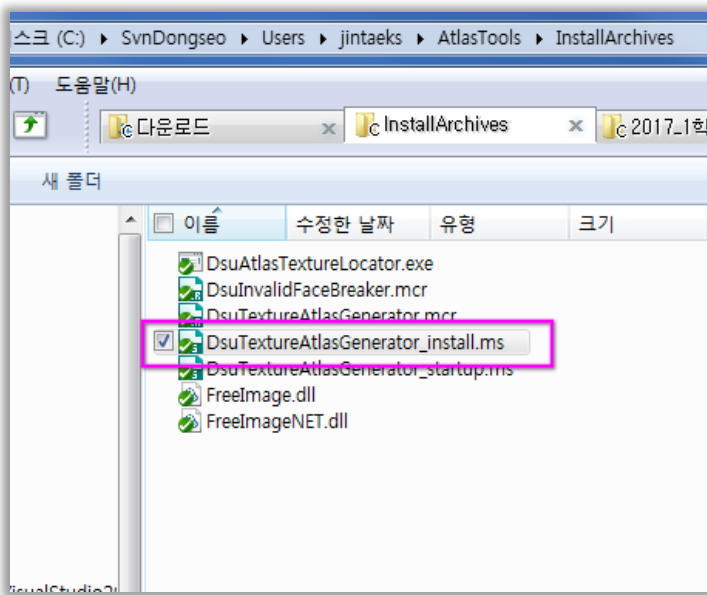 스크 (C:) ▸ SvnDongseo ▸ Users ▸ jintaeks ▸ AtlasTools ▸ InstallArchives
(T) 도움말(H)
다운로드 InstallArchives 2017_1학
새 폴더
이름 수정한 날짜 유형 크기
DsuAtlasTextureLocator.exe
DsuInvalidFaceBreaker.mcr
DsuTextureAtlasGenerator.mcr
DsuTextureAtlasGenerator_install.ms
DsuTextureAtlasGenerator_startup.ms
FreeImage.dll
FreeImageNET.dll